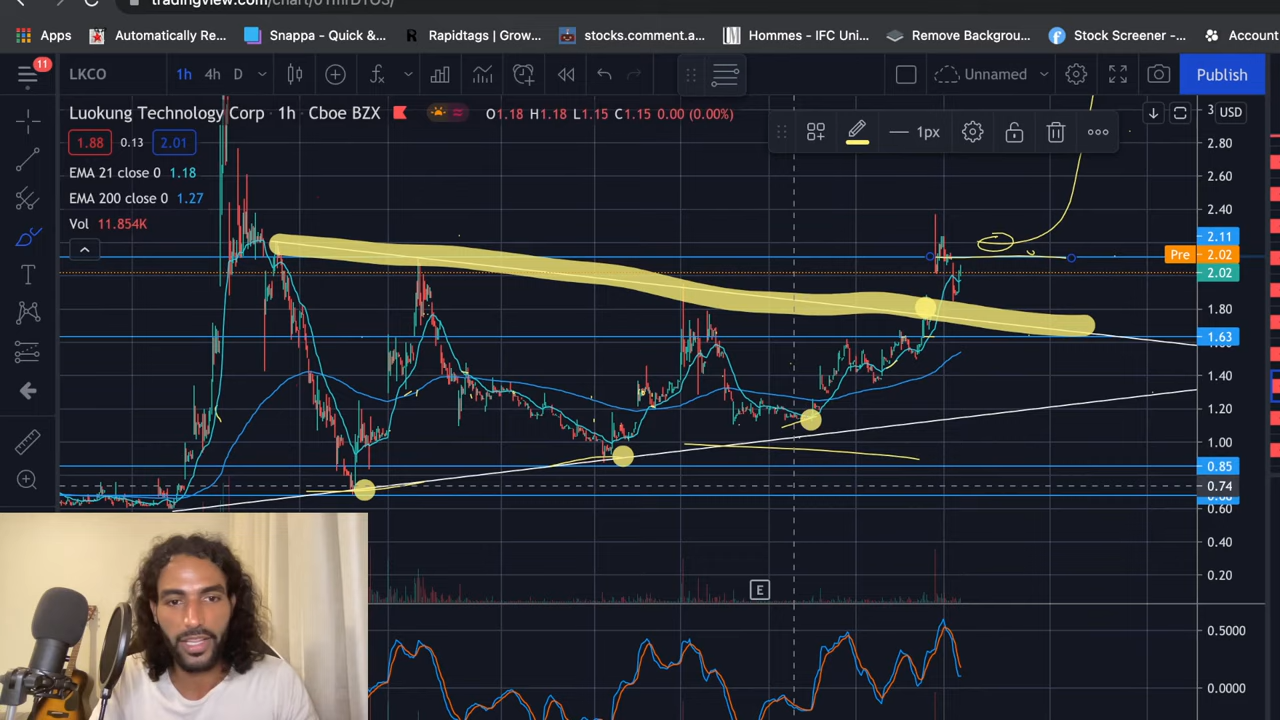 tradingview.com/chart/
Apps Automatically Re... Snappa - Quick &... Rapidtags | Grow... stocks.comment.a... Hommes - IFC Uni... Remove Backgroun... Stock Screener -... Account
11
LKCO 1h 4h D Unnamed Publish
Luokung Technology Corp · 1h · Cboe BZX O1.18 H1.18 L1.15 C1.15 0.00 (0.00%)
USD
1.88 0.13 2.01
1px
EMA 21 close 0 1.18
EMA 200 close 0 1.27
Vol 11.854K
2.80
2.60
2.40
2.11
Pre 2.02
2.02
1.80
1.63
1.40
1.20
1.00
0.85
0.74
0.60
0.40
0.20
E
0.5000
0.0000